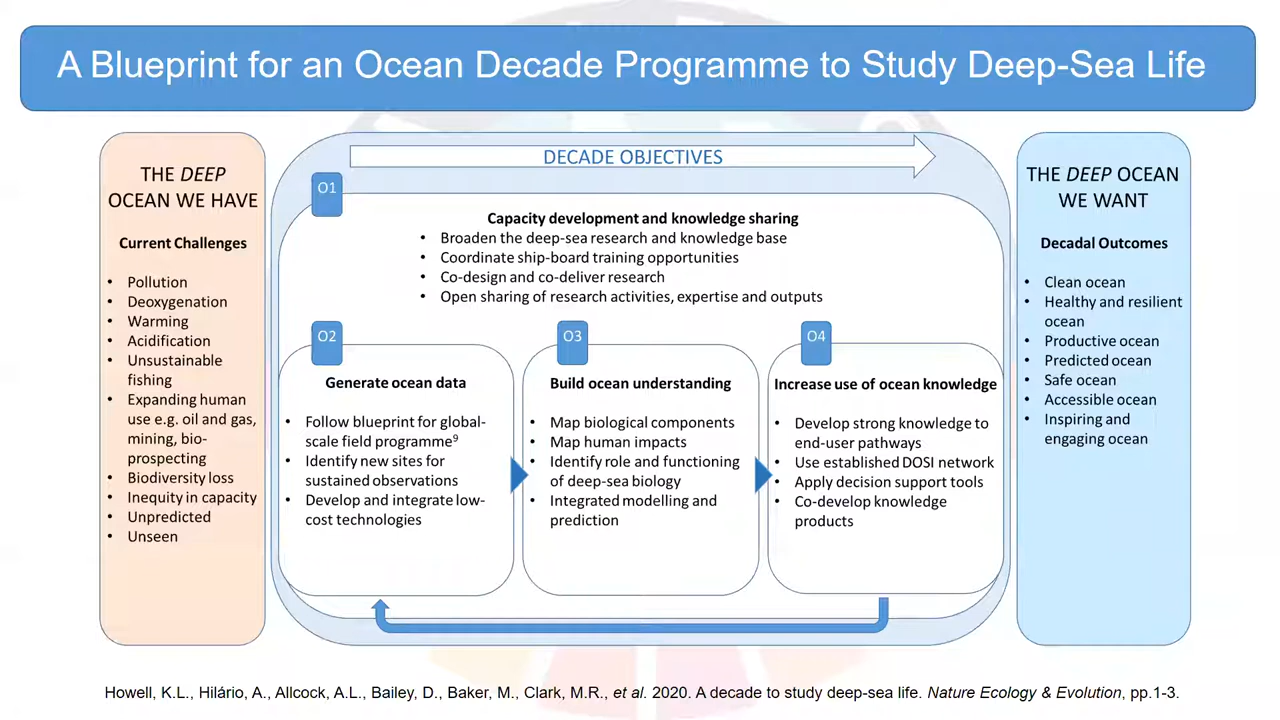 A Blueprint for an Ocean Decade Programme to Study Deep-Sea Life
THE DEEP
OCEAN WE HAVE
Current Challenges
• Pollution
• Deoxygenation
• Warming
• Acidification
• Unsustainable
fishing
• Expanding human
use e.g. oil and gas,
mining, bio-
prospecting
• Biodiversity loss
• Inequity in capacity
• Unpredicted
• Unseen
DECADE OBJECTIVES
O1
Capacity development and knowledge sharing
• Broaden the deep-sea research and knowledge base
• Coordinate ship-board training opportunities
• Co-design and co-deliver research
• Open sharing of research activities, expertise and outputs
O2
Generate ocean data
• Follow blueprint for global-
scale field programme⁹
• Identify new sites for
sustained observations
• Develop and integrate low-
cost technologies
O3
Build ocean understanding
• Map biological components
• Map human impacts
• Identify role and functioning
of deep-sea biology
• Integrated modelling and
prediction
O4
Increase use of ocean knowledge
• Develop strong knowledge to
end-user pathways
• Use established DOSI network
• Apply decision support tools
• Co-develop knowledge
products
THE DEEP OCEAN
WE WANT
Decadal Outcomes
• Clean ocean
• Healthy and resilient
ocean
• Productive ocean
• Predicted ocean
• Safe ocean
• Accessible ocean
• Inspiring and
engaging ocean
Howell, K.L., Hilário, A., Allcock, A.L., Bailey, D., Baker, M., Clark, M.R., et al. 2020. A decade to study deep-sea life. Nature Ecology & Evolution, pp.1-3.